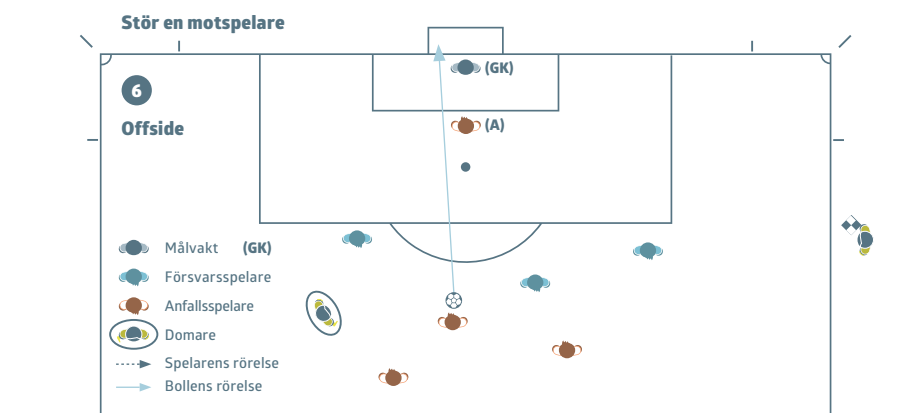 Stör en motspelare
(GK)
6
(A)
Offside
Målvakt (GK)
Försvarsspelare
Anfallsspelare
Domare
Spelarens rörelse
Bollens rörelse